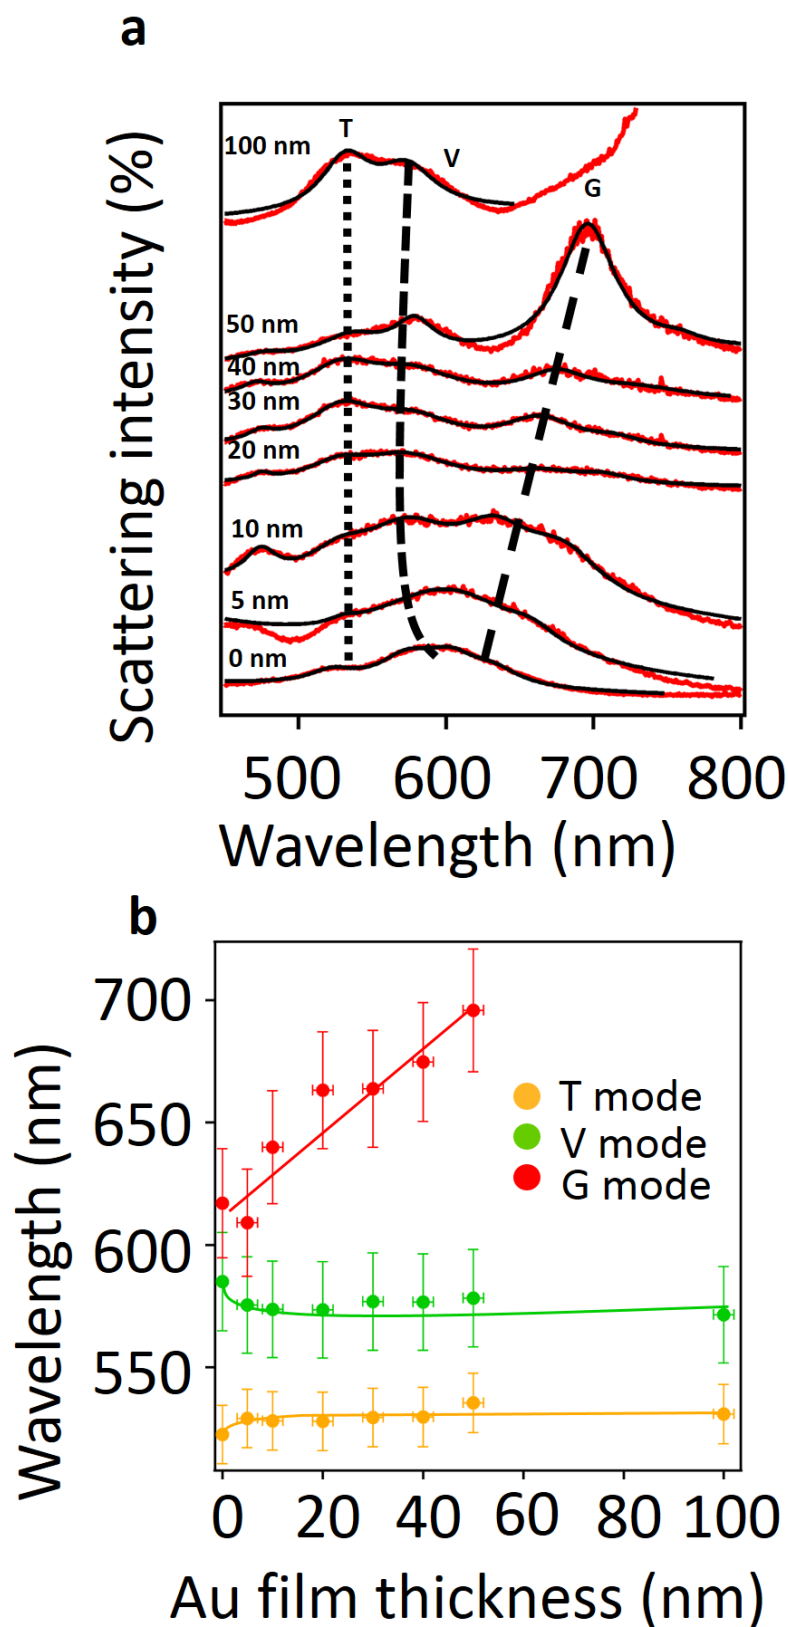 a
Scattering intensity (%)
T
100 nm
V
G
50 nm
40 nm
30 nm
20 nm
10 nm
5 nm
0 nm
500 600 700 800
Wavelength (nm)
b
Wavelength (nm)
700
650
600
550
T mode
V mode
G mode
0 20 40 60 80 100
Au film thickness (nm)